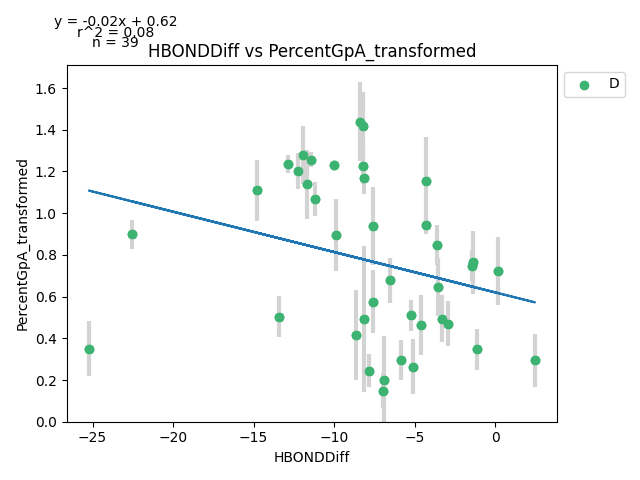 y = -0.02x + 0.62
r^2 = 0.08
n = 39
HBONDDiff vs PercentGpA_transformed
D
PercentGpA_transformed
1.6
1.4
1.2
1.0
0.8
0.6
0.4
0.2
0.0
−25
−20
−15
−10
−5
0
HBONDDiff